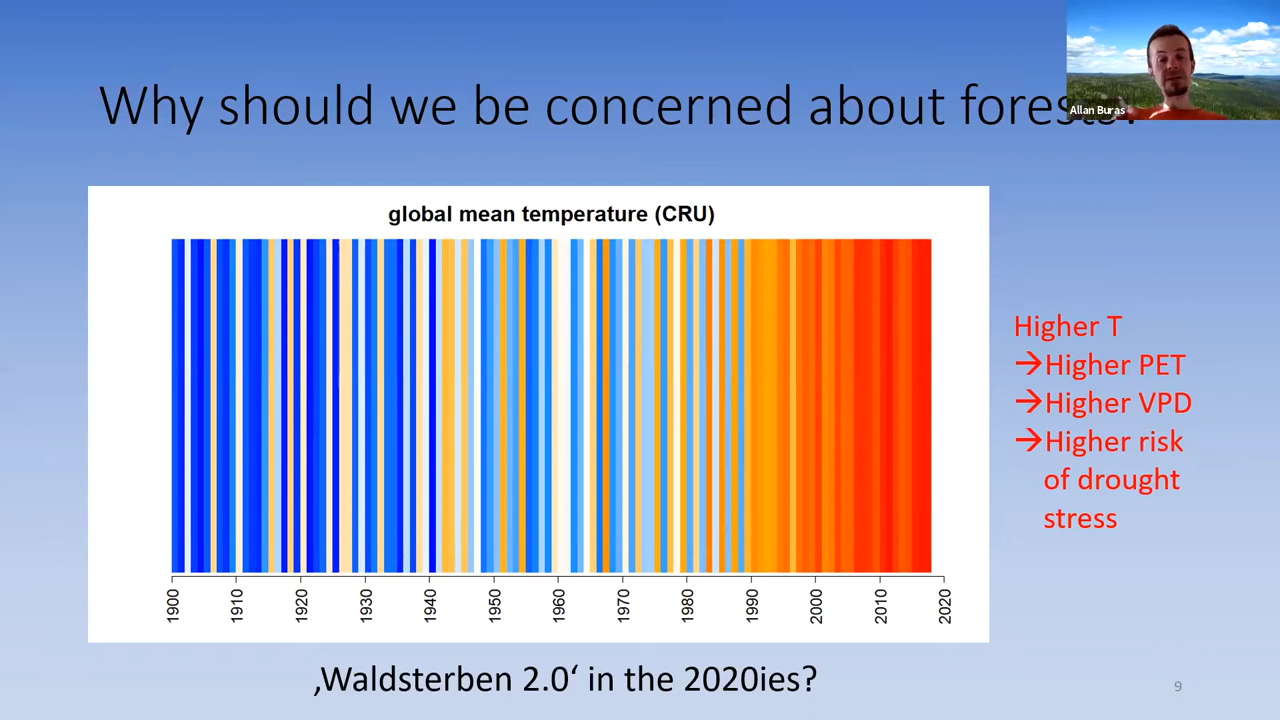 Why should we be concerned about forests?
Allan Buras
global mean temperature (CRU)
1900 1910 1920 1930 1940 1950 1960 1970 1980 1990 2000 2010 2020
Higher T
→Higher PET
→Higher VPD
→Higher risk
of drought
stress
‚Waldsterben 2.0‘ in the 2020ies?
9